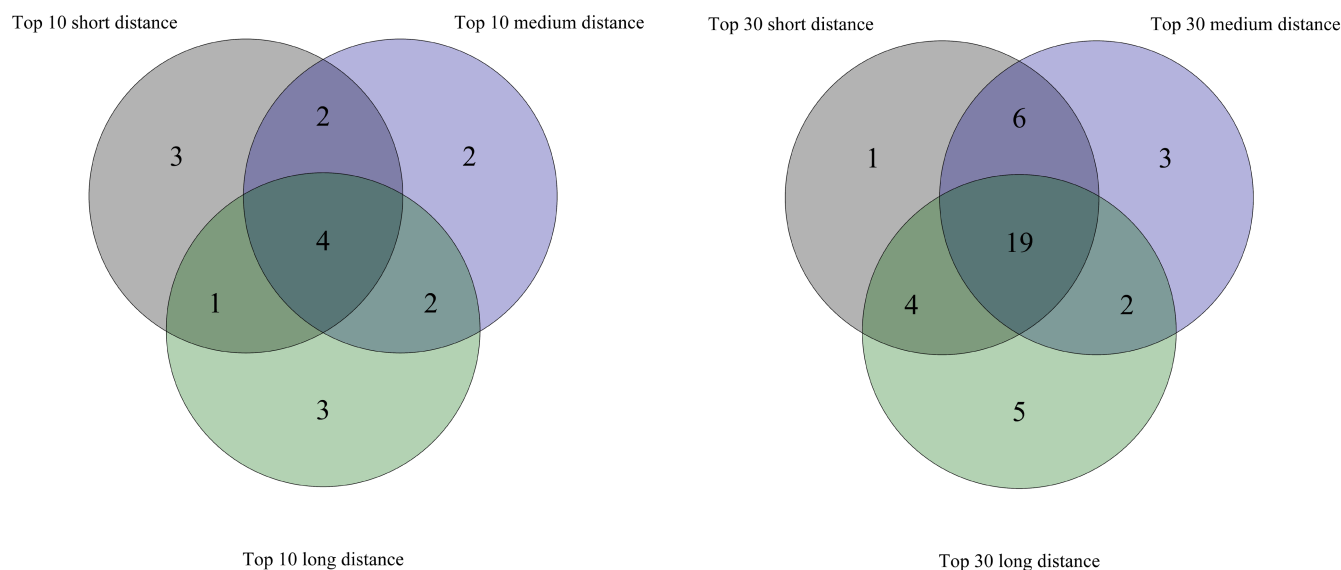 Top 10 short distance
Top 10 medium distance
3
2
2
4
1
2
3
Top 10 long distance
Top 30 short distance
Top 30 medium distance
1
6
3
19
4
2
5
Top 30 long distance